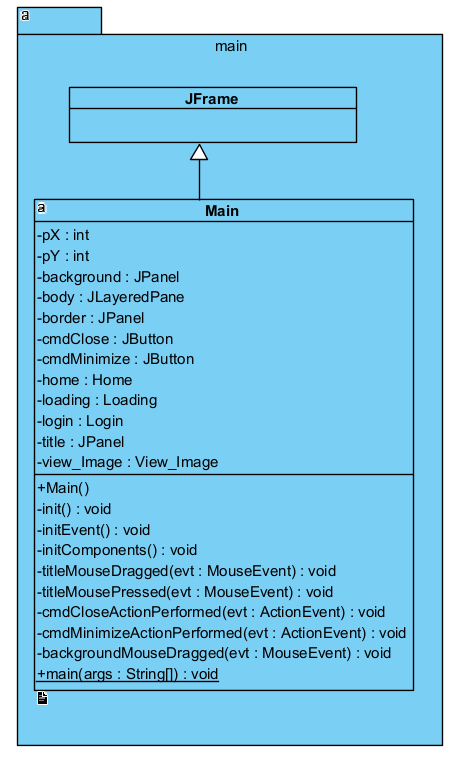 a
main
JFrame
a
Main
-pX : int
-pY : int
-background : JPanel
-body : JLayeredPane
-border : JPanel
-cmdClose : JButton
-cmdMinimize : JButton
-home : Home
-loading : Loading
-login : Login
-title : JPanel
-view_Image : View_Image
+Main()
-init() : void
-initEvent() : void
-initComponents() : void
-titleMouseDragged(evt : MouseEvent) : void
-titleMousePressed(evt : MouseEvent) : void
-cmdCloseActionPerformed(evt : ActionEvent) : void
-cmdMinimizeActionPerformed(evt : ActionEvent) : void
-backgroundMouseDragged(evt : MouseEvent) : void
+main(args : String[]) : void